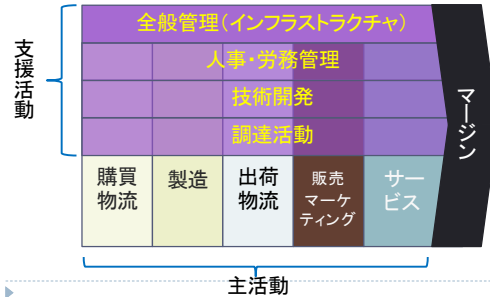 全般管理(インフラストラクチャ)
人事・労務管理
技術開発
調達活動
支援活動
マージン
購買
物流
製造
出荷
物流
販売
マーケ
ティング
サー
ビス
主活動